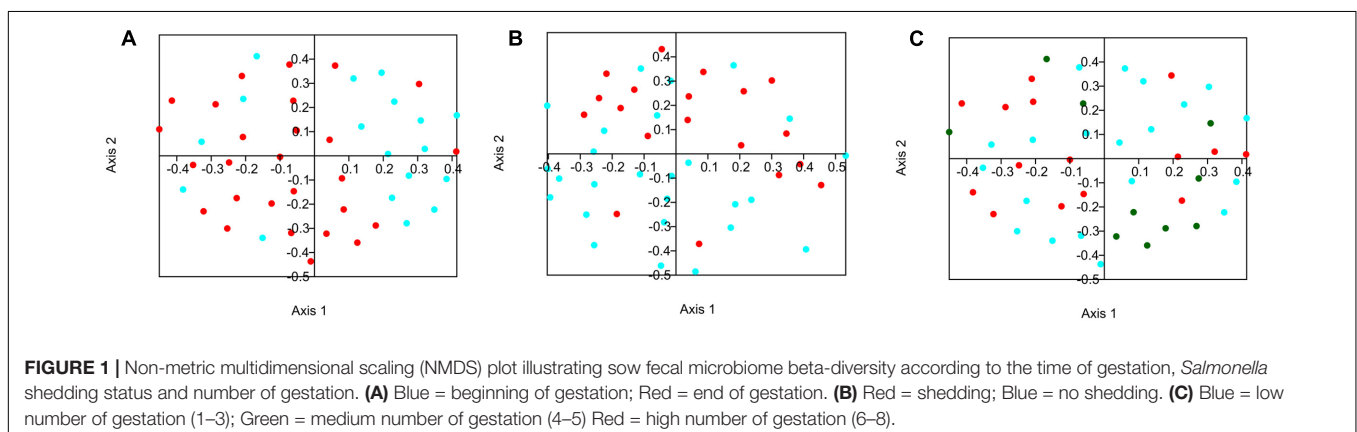 A
B
C
0.4
0.3
0.2
0.1
-0.4 -0.3 -0.2 -0.1 0.1 0.2 0.3 0.4
-0.1
-0.2
-0.3
-0.4
-0.5
Axis 2
Axis 1
0.4
0.3
0.2
0.1
-0.4 -0.3 -0.2 -0.1 0.1 0.2 0.3 0.4 0.5
-0.1
-0.2
-0.3
-0.4
-0.5
Axis 2
Axis 1
0.4
0.3
0.2
0.1
-0.4 -0.3 -0.2 -0.1 0.1 0.2 0.3 0.4
-0.1
-0.2
-0.3
-0.4
-0.5
Axis 2
Axis 1
FIGURE 1 | Non-metric multidimensional scaling (NMDS) plot illustrating sow fecal microbiome beta-diversity according to the time of gestation, Salmonella
shedding status and number of gestation. (A) Blue = beginning of gestation; Red = end of gestation. (B) Red = shedding; Blue = no shedding. (C) Blue = low
number of gestation (1–3); Green = medium number of gestation (4–5) Red = high number of gestation (6–8).